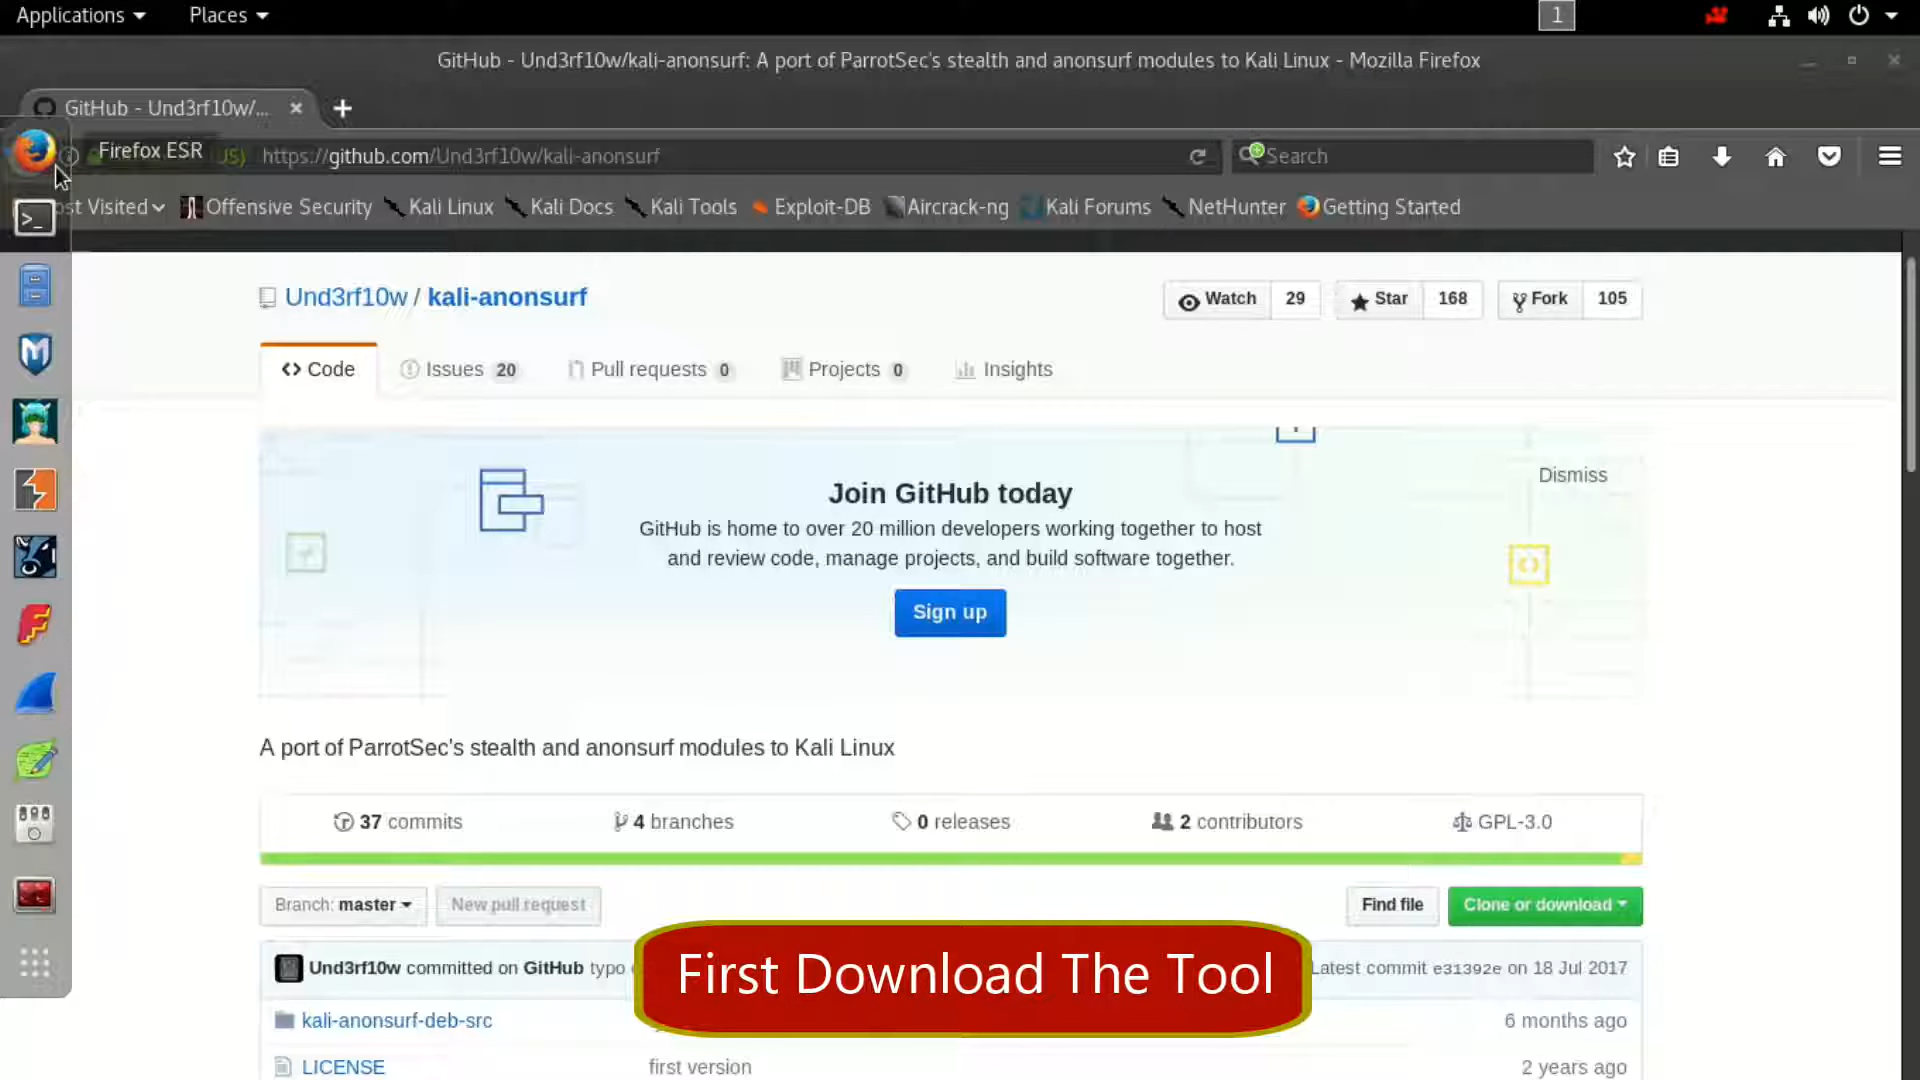 Applications Places 1
GitHub - Und3rf10w/kali-anonsurf: A port of ParrotSec's stealth and anonsurf modules to Kali Linux - Mozilla Firefox
GitHub - Und3rf10w/...
Firefox ESR US) https://github.com/Und3rf10w/kali-anonsurf Search
st Visited Offensive Security Kali Linux Kali Docs Kali Tools Exploit-DB Aircrack-ng Kali Forums NetHunter Getting Started
Und3rf10w / kali-anonsurf Watch 29 Star 168 Fork 105
Code Issues 20 Pull requests 0 Projects 0 Insights
Dismiss
Join GitHub today
GitHub is home to over 20 million developers working together to host
and review code, manage projects, and build software together.
Sign up
A port of ParrotSec's stealth and anonsurf modules to Kali Linux
37 commits 4 branches 0 releases 2 contributors GPL-3.0
Branch: master New pull request Find file Clone or download
Und3rf10w committed on GitHub typo Latest commit e31392e on 18 Jul 2017
First Download The Tool
kali-anonsurf-deb-src 6 months ago
LICENSE first version 2 years ago